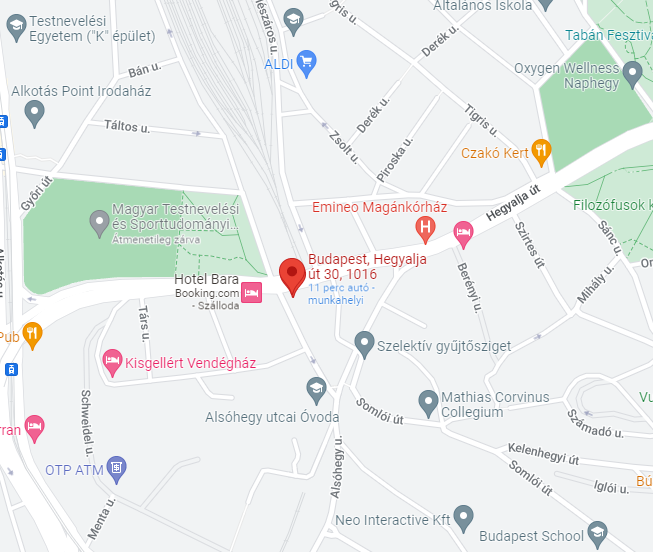 Testnevelési
Egyetem ("K" épület)
Általános Iskola
Tabán Fesztivá
Tigris u.
Derék u.
ALDI
Bán u.
Oxygen Wellness
Naphegy
Alkotás Point Irodaház
Táltos u.
Derék u.
Zsolt u.
Tigris u.
Piroska u.
Czakó Kert
Győri út
Magyar Testnevelési
és Sporttudományi...
Átmenetileg zárva
Emineo Magánkórház
Hegyalja út
Filozófusok k
Szirtes u.
Sánc u.
Budapest, Hegyalja
út 30, 1016
11 perc autó -
munkahelyi
Hotel Bara
Booking.com
- Szálloda
Berényi u.
Mihály u.
Alkotás u.
Társ u.
Pub
Kisgellért Vendégház
Szelektív gyűjtősziget
Schweidel u.
Alsóhegy utcai Óvoda
Somlói út
Mathias Corvinus
Collegium
Számadó u.
rran
OTP ATM
Kelenhegyi út
Alsóhegy u.
Somlói út
Iglói u.
Menta u.
Neo Interactive Kft
Budapest School